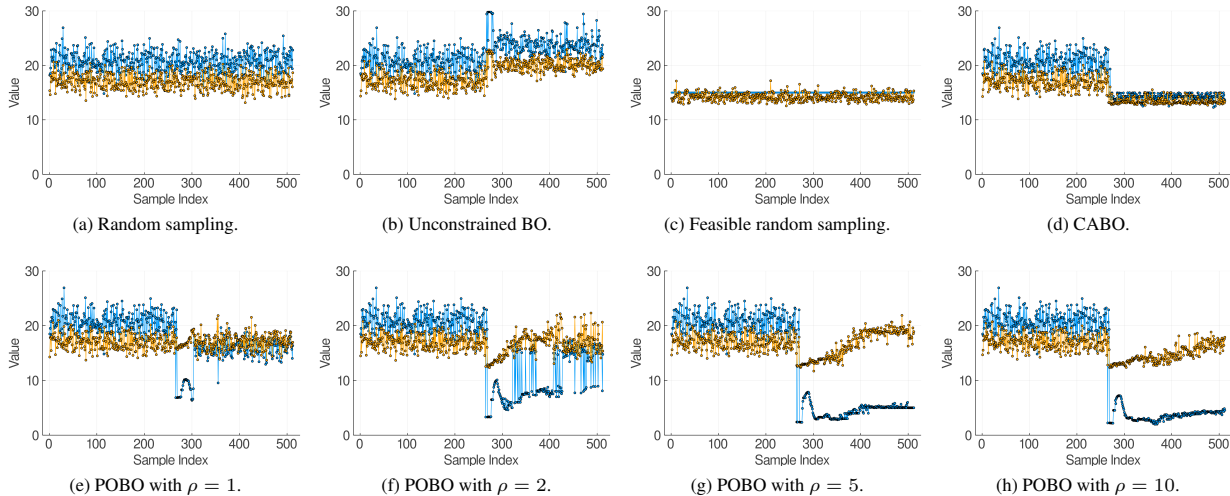 30
20
10
0
Value
0 100 200 300 400 500
Sample Index
(a) Random sampling.
30
20
10
0
Value
0 100 200 300 400 500
Sample Index
(b) Unconstrained BO.
30
20
10
0
Value
0 100 200 300 400 500
Sample Index
(c) Feasible random sampling.
30
20
10
0
Value
0 100 200 300 400 500
Sample Index
(d) CABO.
30
20
10
0
Value
0 100 200 300 400 500
Sample Index
(e) POBO with ρ = 1.
30
20
10
0
Value
0 100 200 300 400 500
Sample Index
(f) POBO with ρ = 2.
30
20
10
0
Value
0 100 200 300 400 500
Sample Index
(g) POBO with ρ = 5.
30
20
10
0
Value
0 100 200 300 400 500
Sample Index
(h) POBO with ρ = 10.